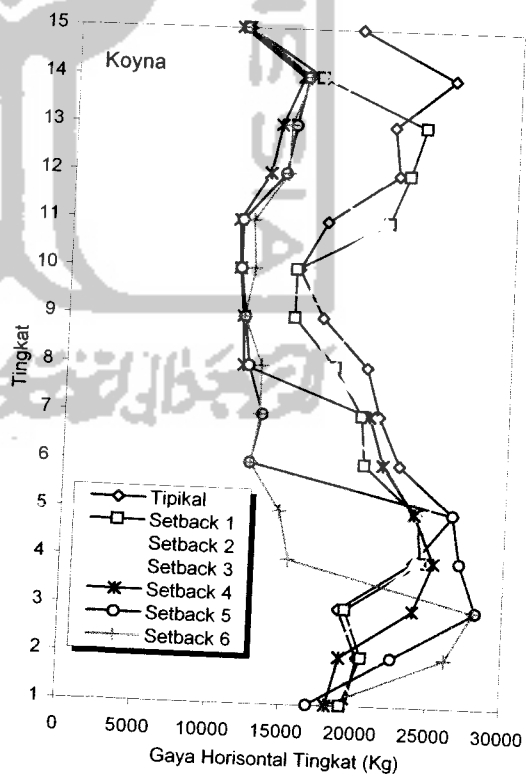 Koyna
15
14
13
12
11
10
9
8
7
6
5
4
3
2
1
Tingkat
Tipikal
Setback 1
Setback 2
Setback 3
Setback 4
Setback 5
Setback 6
0
5000
10000
15000
20000
25000
30000
Gaya Horisontal Tingkat (Kg)